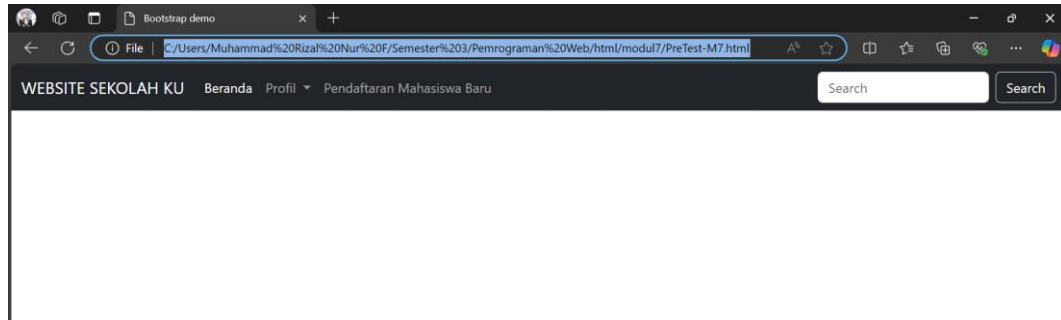 Bootstrap demo
File C:/Users/Muhammad%20Rizal%20Nur%20F/Semester%203/Pemrograman%20Web/html/modul7/PreTest-M7.html
WEBSITE SEKOLAH KU Beranda Profil Pendaftaran Mahasiswa Baru Search Search